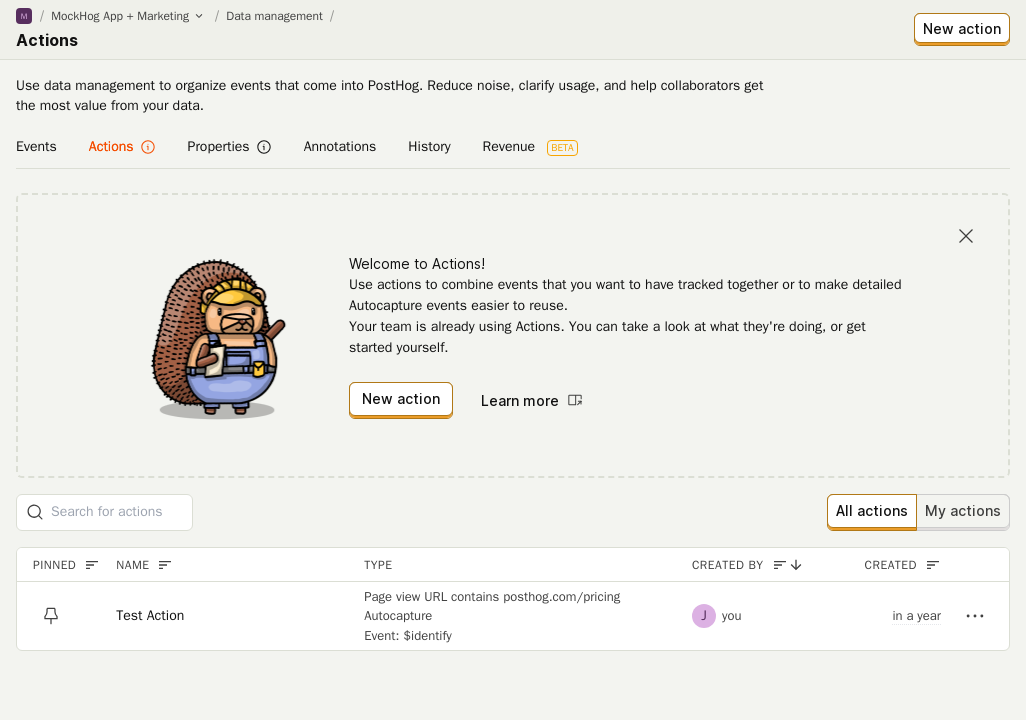 M / MockHog App + Marketing / Data management /
Actions
New action
Use data management to organize events that come into PostHog. Reduce noise, clarify usage, and help collaborators get
the most value from your data.
Events Actions Properties Annotations History Revenue BETA
Welcome to Actions!
Use actions to combine events that you want to have tracked together or to make detailed
Autocapture events easier to reuse.
Your team is already using Actions. You can take a look at what they're doing, or get
started yourself.
New action Learn more
Search for actions All actions My actions
PINNED NAME TYPE CREATED BY CREATED
Page view URL contains posthog.com/pricing
Test Action Autocapture J you in a year
Event: $identify